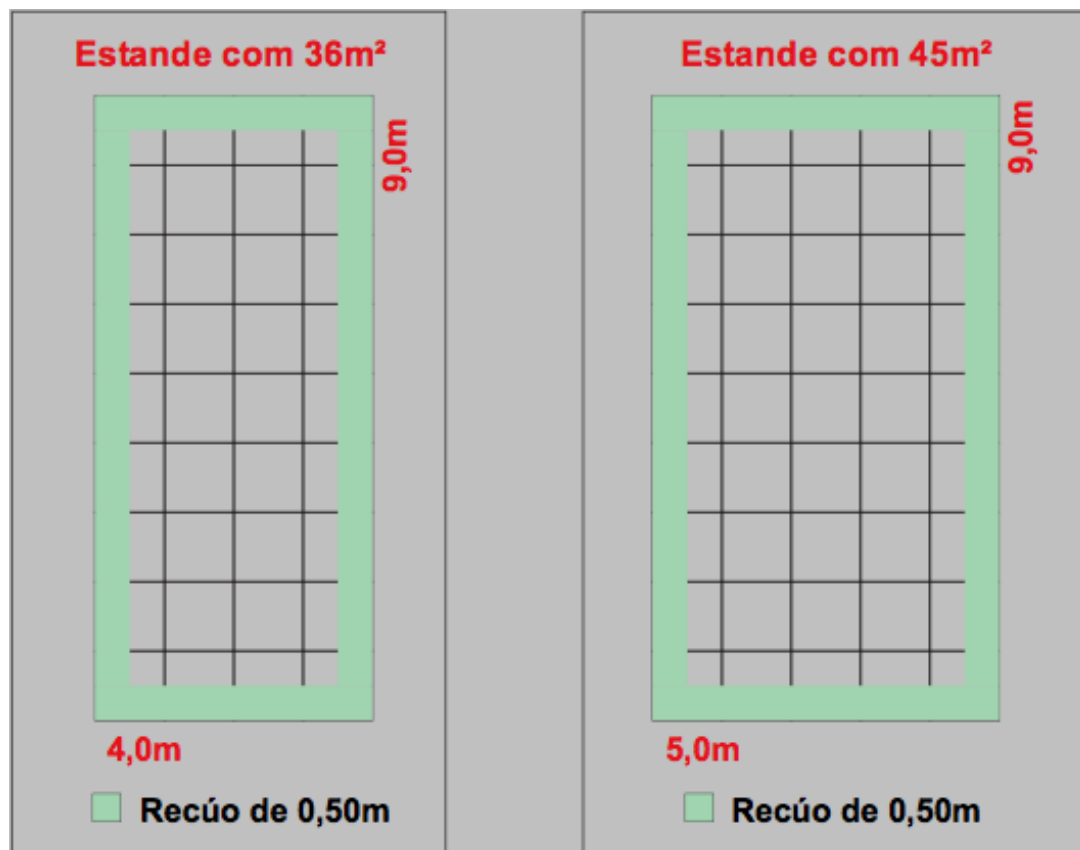 Estande com 36m²
9,0m
4,0m
Recúo de 0,50m
Estande com 45m²
9,0m
5,0m
Recúo de 0,50m